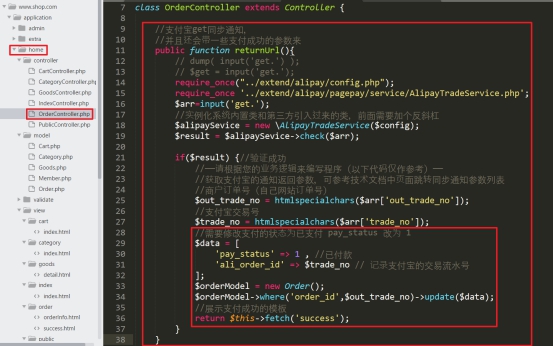 www.shop.com
application
admin
extra
home
controller
CartController.php
CategoryController.php
GoodsController.php
IndexController.php
OrderController.php
PublicController.php
model
Cart.php
Category.php
Goods.php
Member.php
Order.php
validate
view
cart
index.html
category
index.html
goods
detail.html
index
index.html
order
orderInfo.html
success.html
public
7 class OrderController extends Controller {
8
9 //支付宝get同步通知,
10 //并且还会带一些支付成功的参数来
11 public function returnUrl(){
12 // dump( input('get.') );
13 // $get = input('get.');
14 require_once("../extend/alipay/config.php");
15 require_once '../extend/alipay/pagepay/service/AlipayTradeService.php';
16 $arr=input('get.');
17 //实例化系统内置类和第三方引入过来的类, 前面需要加个反斜杠
18 $alipaySevice = new \AlipayTradeService($config);
19 $result = $alipaySevice->check($arr);
20
21 if($result) {//验证成功
22 //——请根据您的业务逻辑来编写程序（以下代码仅作参考）——
23 //获取支付宝的通知返回参数，可参考技术文档中页面跳转同步通知参数列表
24 //商户订单号（自己网站订单号）
25 $out_trade_no = htmlspecialchars($arr['out_trade_no']);
26 //支付宝交易号
27 $trade_no = htmlspecialchars($arr['trade_no']);
28 //需要修改支付的状态为已支付 pay_status 改为 1
29 $data = [
30 'pay_status' => 1 , //已付款
31 'ali_order_id' => $trade_no // 记录支付宝的交易流水号
32 ];
33 $orderModel = new Order();
34 $orderModel->where('order_id',$out_trade_no)->update($data);
35 //展示支付成功的模板
36 return $this->fetch('success');
37 }
38 }